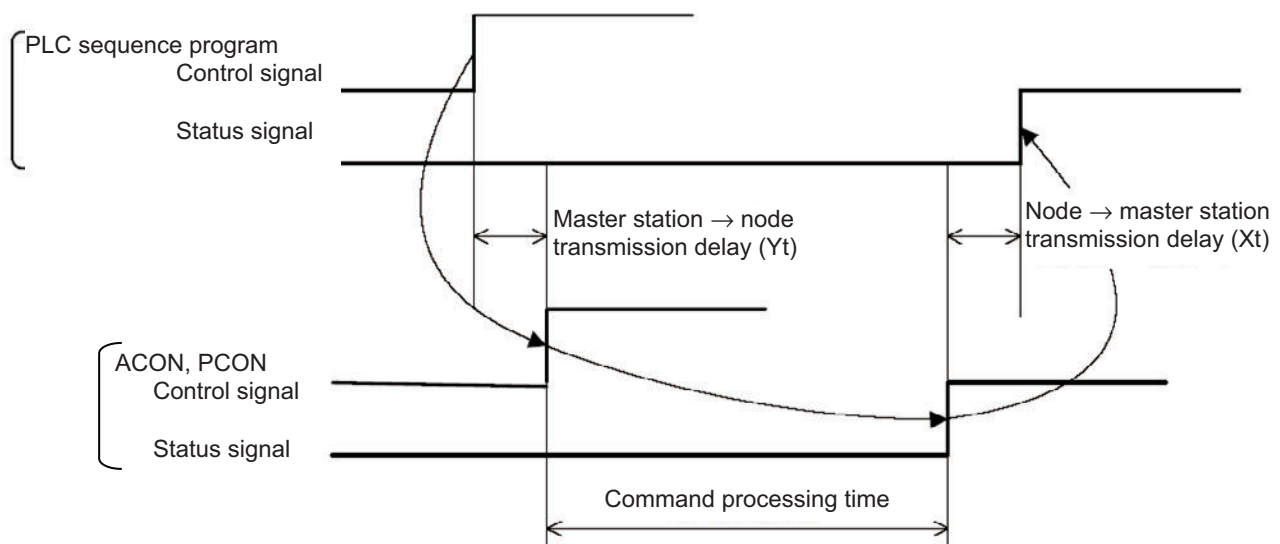 PLC sequence program
Control signal
Status signal
Master station → node
transmission delay (Yt)
Node → master station
transmission delay (Xt)
ACON, PCON
Control signal
Status signal
Command processing time